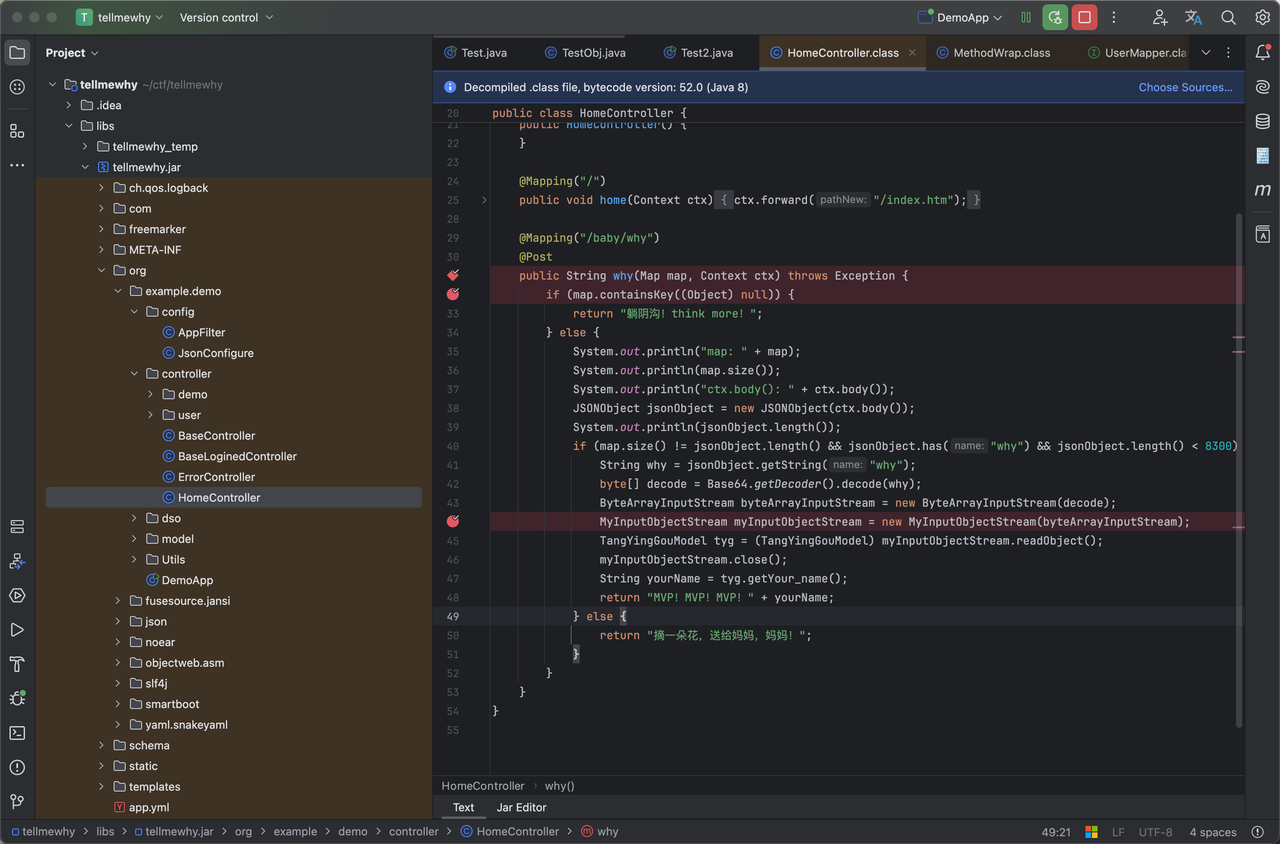 tellmewhy
Version control
DemoApp
Project
Test.java
TestObj.java
Test2.java
HomeController.class
MethodWrap.class
UserMapper.cla
tellmewhy ~/ctf/tellmewhy
.idea
libs
tellmewhy_temp
tellmewhy.jar
ch.qos.logback
com
freemarker
META-INF
org
example.demo
config
AppFilter
JsonConfigure
controller
demo
user
BaseController
BaseLoginedController
ErrorController
HomeController
dso
model
Utils
DemoApp
fusesource.jansi
json
noear
objectweb.asm
slf4j
smartboot
yaml.snakeyaml
schema
static
templates
app.yml
Decompiled .class file, bytecode version: 52.0 (Java 8)
Choose Sources...
20 public class HomeController {
21 public HomeController() {
22 }
23
24 @Mapping("/")
25 public void home(Context ctx) { ctx.forward( pathNew: "/index.htm"); }
28
29 @Mapping("/baby/why")
30 @Post
public String why(Map map, Context ctx) throws Exception {
if (map.containsKey((Object) null)) {
33 return "躺阴沟! think more! ";
34 } else {
35 System.out.println("map: " + map);
36 System.out.println(map.size());
37 System.out.println("ctx.body(): " + ctx.body());
38 JSONObject jsonObject = new JSONObject(ctx.body());
39 System.out.println(jsonObject.length());
40 if (map.size() != jsonObject.length() && jsonObject.has( name: "why") && jsonObject.length() < 8300)
41 String why = jsonObject.getString( name: "why");
42 byte[] decode = Base64.getDecoder().decode(why);
43 ByteArrayInputStream byteArrayInputStream = new ByteArrayInputStream(decode);
MyInputObjectStream myInputObjectStream = new MyInputObjectStream(byteArrayInputStream);
45 TangYingGouModel tyg = (TangYingGouModel) myInputObjectStream.readObject();
46 myInputObjectStream.close();
47 String yourName = tyg.getYour_name();
48 return "MVP! MVP! MVP! " + yourName;
49 } else {
50 return "摘一朵花，送给妈妈，妈妈! ";
51 }
52 }
53 }
54 }
55
HomeController > why()
Text
Jar Editor
tellmewhy > libs > tellmewhy.jar > org > example > demo > controller > HomeController > why
49:21
LF
UTF-8
4 spaces